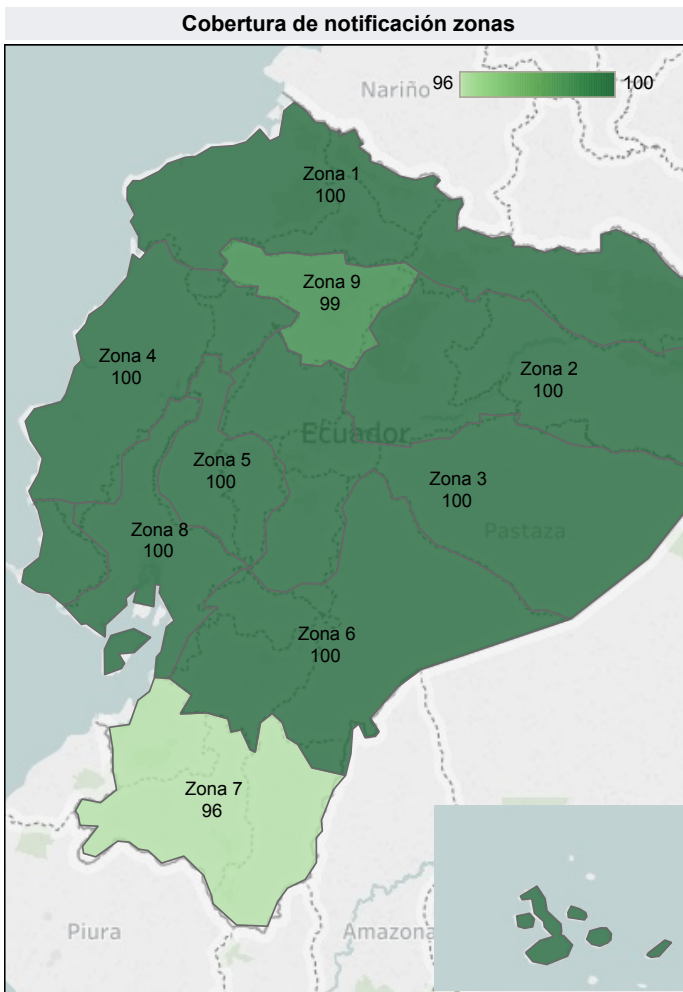 Cobertura de notificación zonas
96
100
Nariño
Zona 1
100
Zona 9
99
Zona 4
100
Zona 2
100
Ecuador
Zona 5
100
Zona 3
100
Zona 8
100
Pastaza
Zona 6
100
Zona 7
96
Piura
Amazona